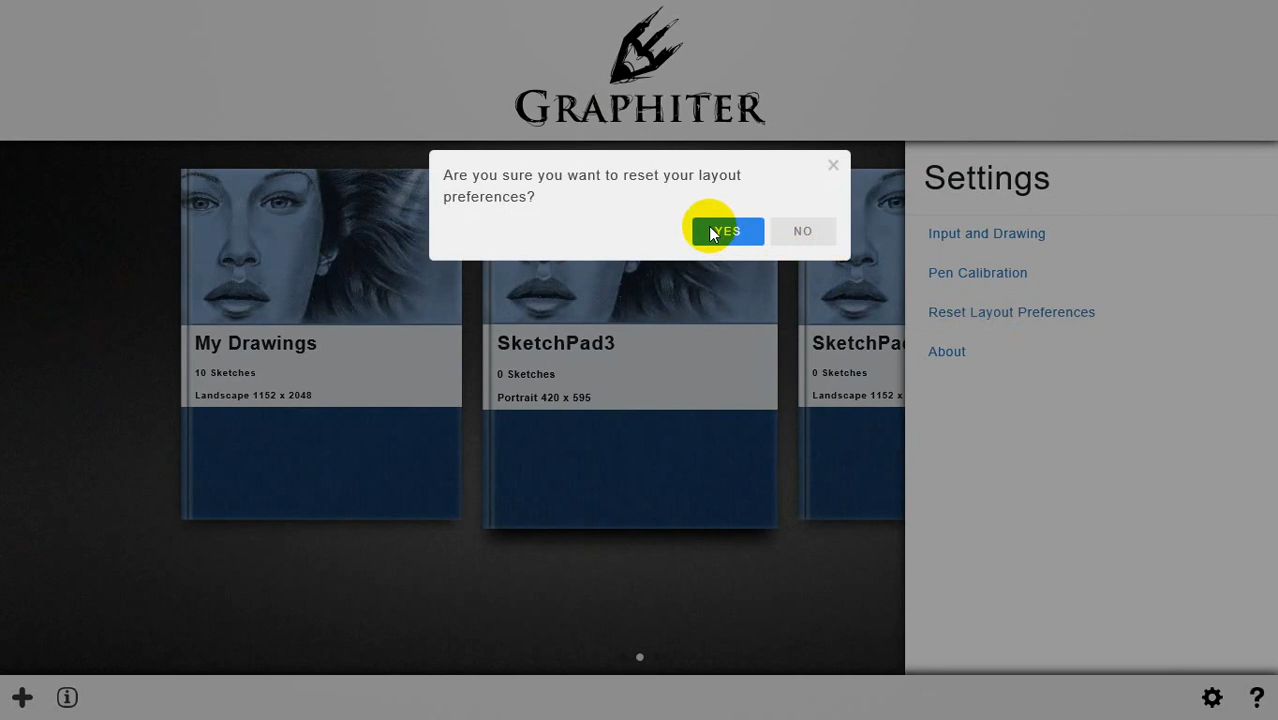 GRAPHITER
Are you sure you want to reset your layout
preferences?
YES
NO
Settings
Input and Drawing
Pen Calibration
Reset Layout Preferences
About
My Drawings
10 Sketches
Landscape 1152 x 2048
SketchPad3
0 Sketches
Portrait 420 x 595
0 Sketches
Landscape 1152 x